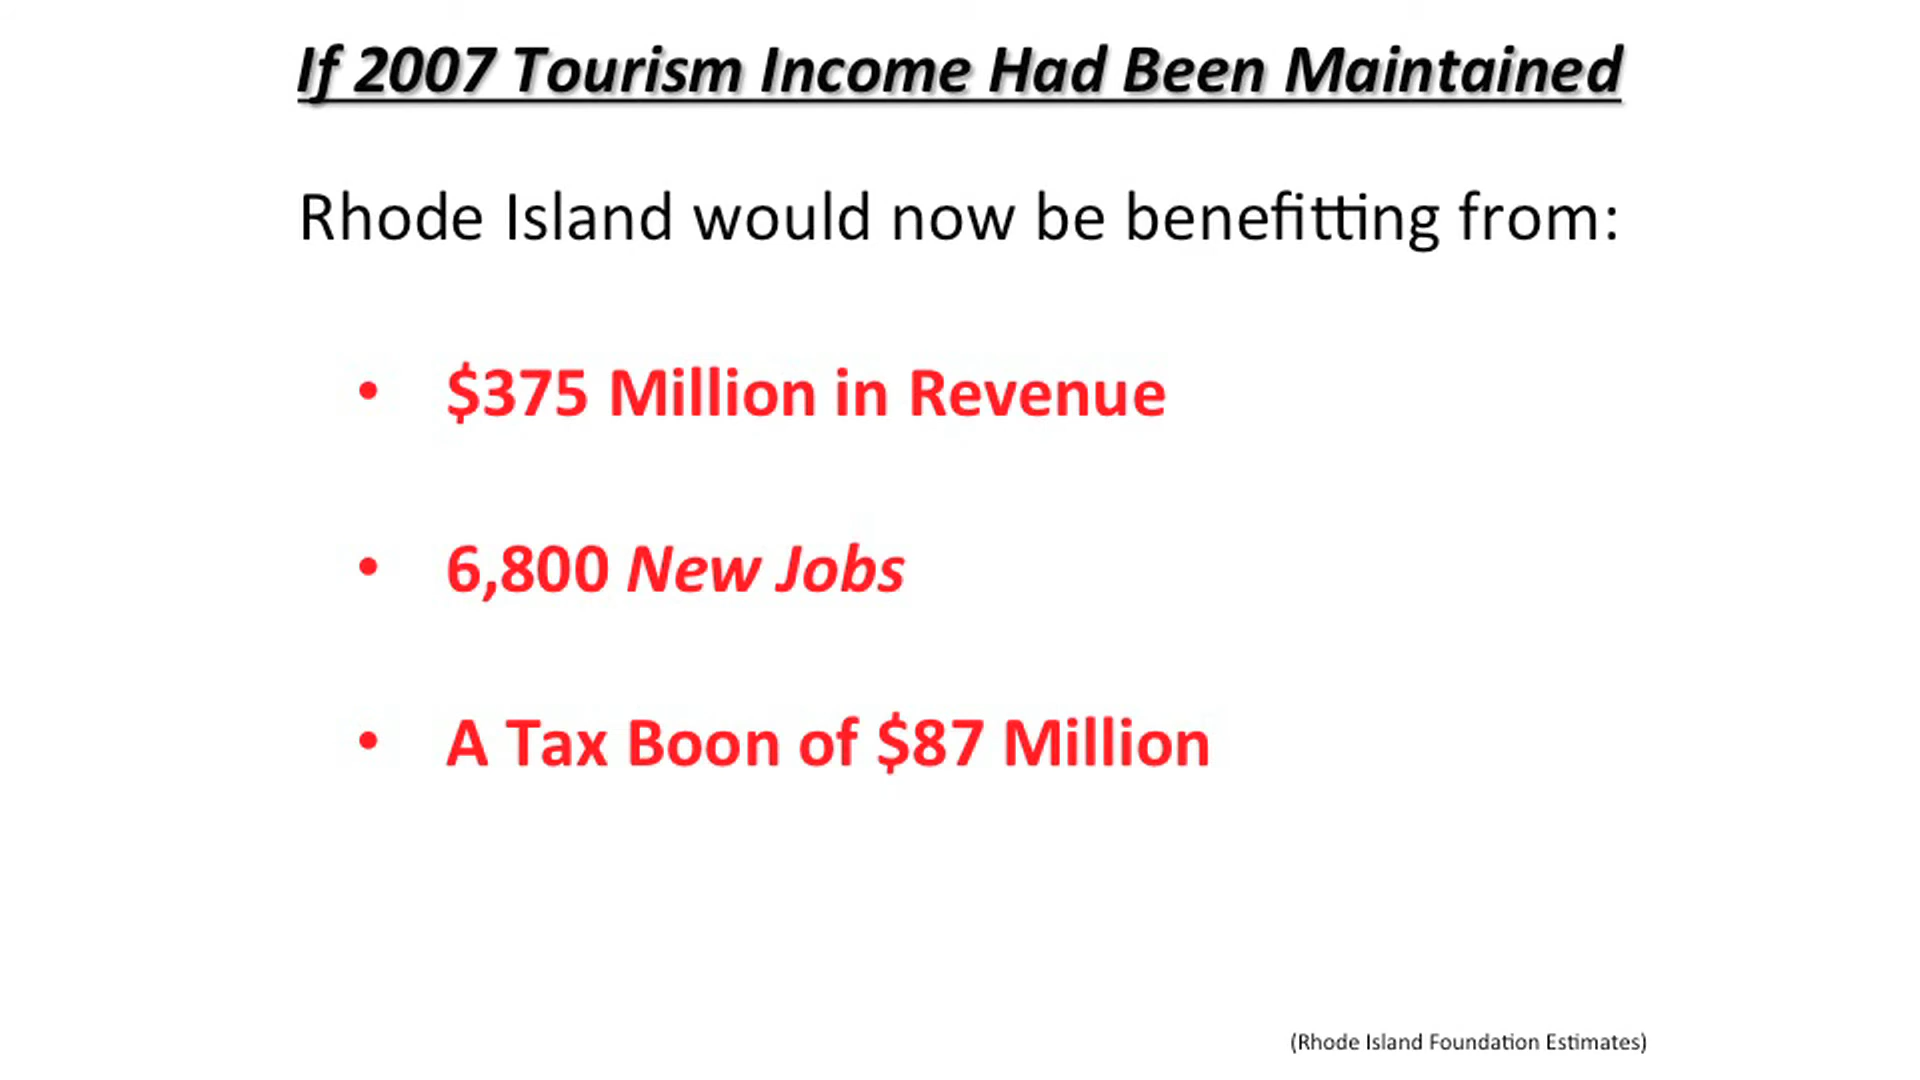 If 2007 Tourism Income Had Been Maintained
Rhode Island would now be benefitting from:
• $375 Million in Revenue
• 6,800 New Jobs
• A Tax Boon of $87 Million
(Rhode Island Foundation Estimates)